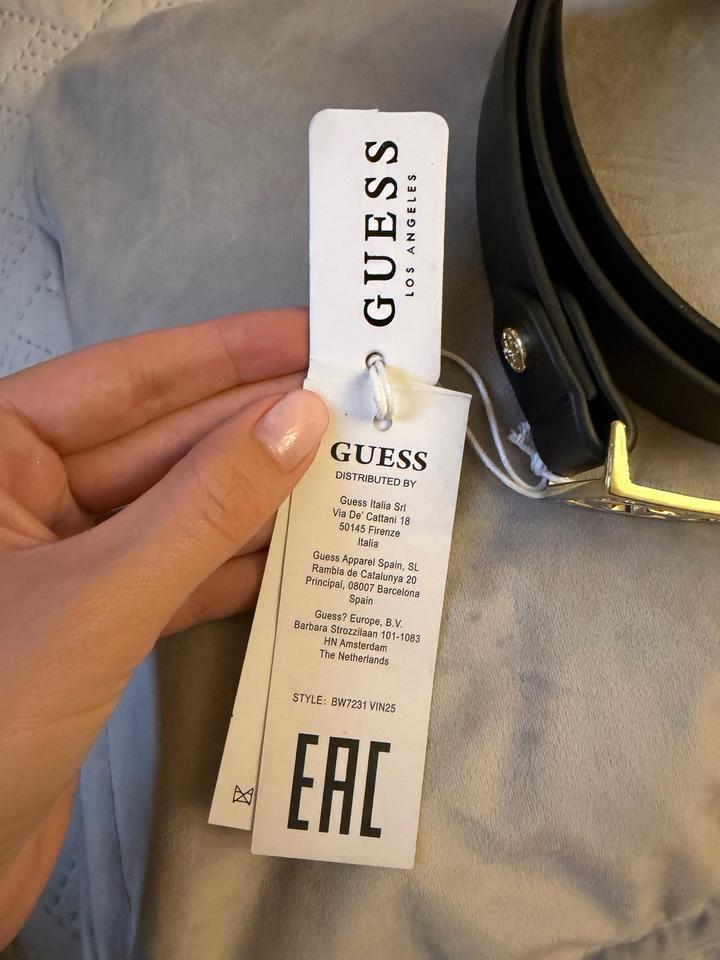 GUESS
LOS ANGELES
GUESS
DISTRIBUTED BY
Guess Italia Srl
Via De' Cattani 18
50145 Firenze
Italia
Guess Apparel Spain, SL
Rambla de Catalunya 20
Principal, 08007 Barcelona
Spain
Guess? Europe, B.V.
Barbara Strozzilaan 101-1083
HN Amsterdam
The Netherlands
STYLE: BW7231 VIN25
EAC